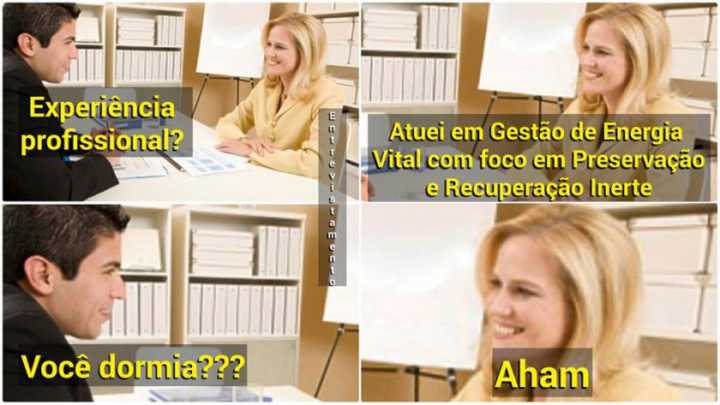 Experiência
profissional?
Atuei em Gestão de Energia
Vital com foco em Preservação
e Recuperação Inerte
Entrevistamento
Você dormia???
Aham